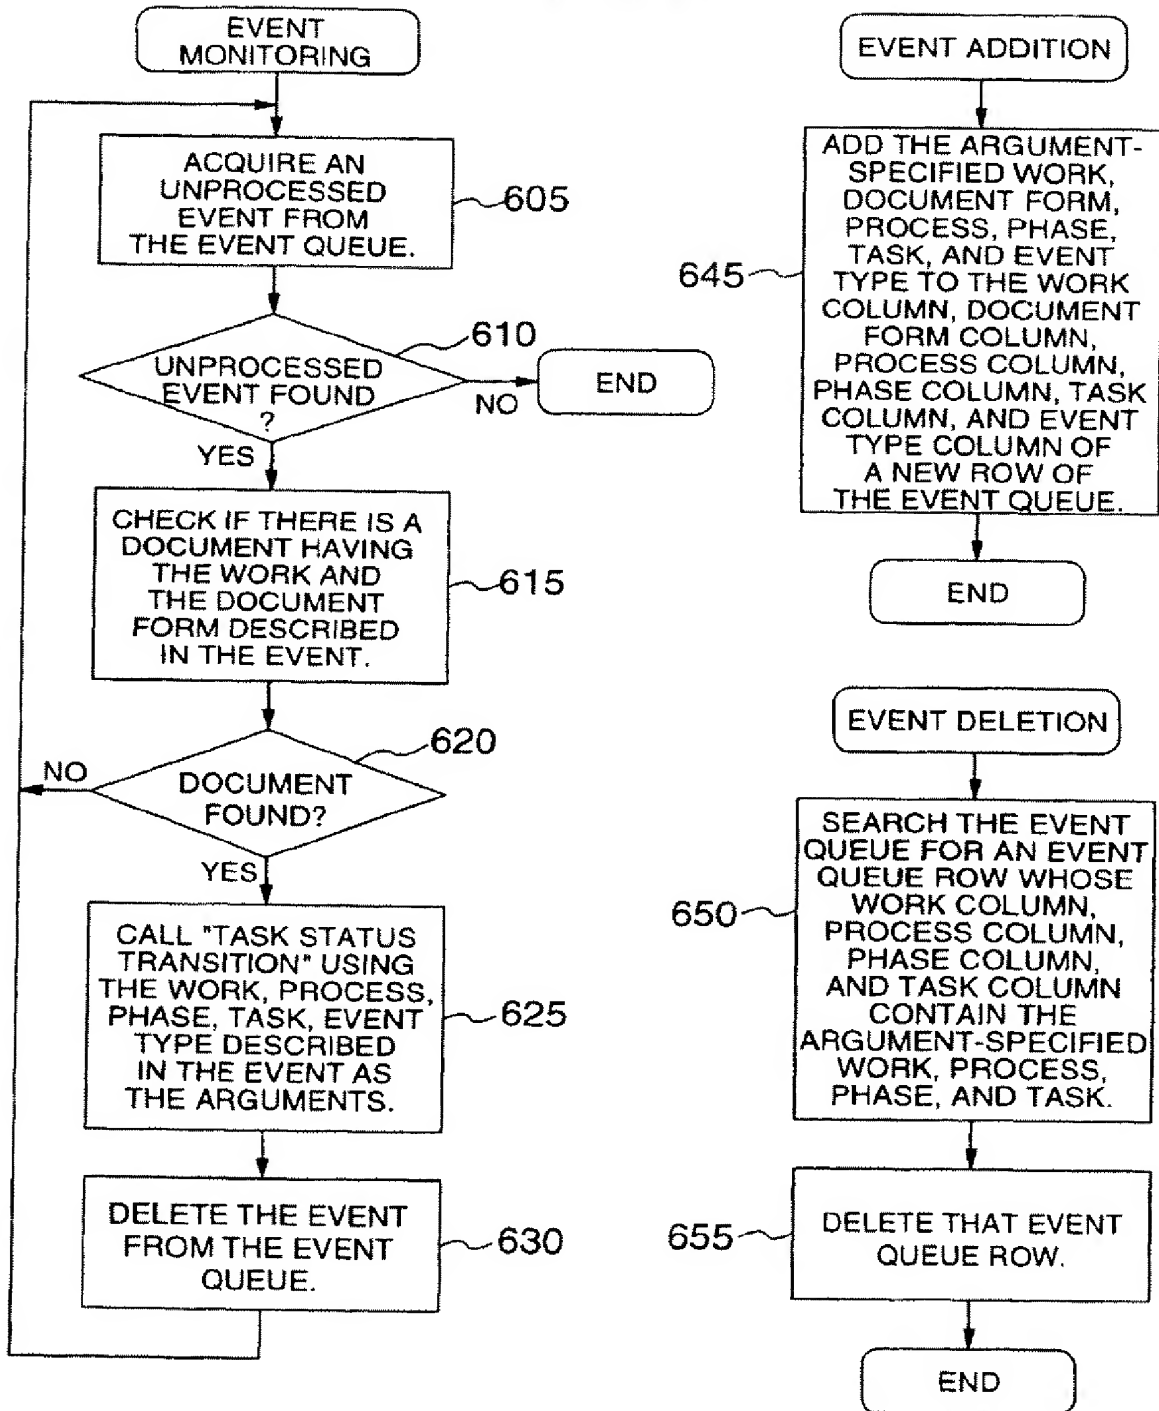 EVENT
MONITORING
ACQUIRE AN
UNPROCESSED
EVENT FROM
THE EVENT QUEUE.
605
610
UNPROCESSED
EVENT FOUND
?
NO
END
YES
CHECK IF THERE IS A
DOCUMENT HAVING
THE WORK AND
THE DOCUMENT
FORM DESCRIBED
IN THE EVENT.
615
620
NO
DOCUMENT
FOUND?
YES
CALL "TASK STATUS
TRANSITION" USING
THE WORK, PROCESS,
PHASE, TASK, EVENT
TYPE DESCRIBED
IN THE EVENT AS
THE ARGUMENTS.
625
DELETE THE EVENT
FROM THE EVENT
QUEUE.
630
EVENT ADDITION
ADD THE ARGUMENT-
SPECIFIED WORK,
DOCUMENT FORM,
PROCESS, PHASE,
TASK, AND EVENT
TYPE TO THE WORK
COLUMN, DOCUMENT
FORM COLUMN,
PROCESS COLUMN,
PHASE COLUMN, TASK
COLUMN, AND EVENT
TYPE COLUMN OF
A NEW ROW OF
THE EVENT QUEUE.
645
END
EVENT DELETION
SEARCH THE EVENT
QUEUE FOR AN EVENT
QUEUE ROW WHOSE
WORK COLUMN,
PROCESS COLUMN,
PHASE COLUMN,
AND TASK COLUMN
CONTAIN THE
ARGUMENT-SPECIFIED
WORK, PROCESS,
PHASE, AND TASK.
650
DELETE THAT EVENT
QUEUE ROW.
655
END